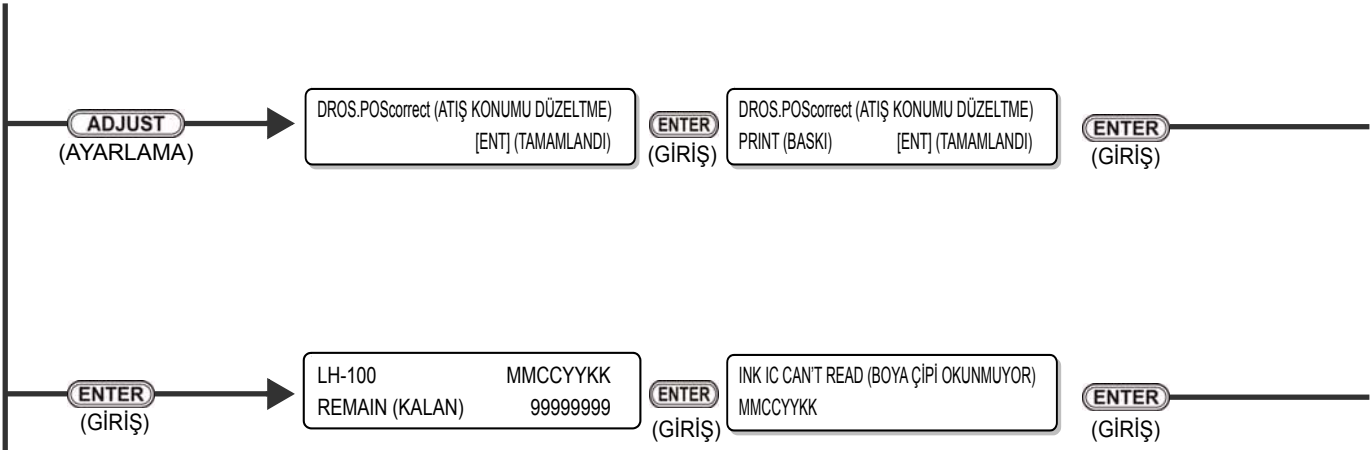 ADJUST
(AYARLAMA)
DROS.POScorrect (ATIŞ KONUMU DÜZELTME)
[ENT] (TAMAMLANDI)
ENTER
(GİRİŞ)
DROS.POScorrect (ATIŞ KONUMU DÜZELTME)
PRINT (BASKI) [ENT] (TAMAMLANDI)
ENTER
(GİRİŞ)
ENTER
(GİRİŞ)
LH-100 MMCCYYKK
REMAIN (KALAN) 99999999
ENTER
(GİRİŞ)
INK IC CAN'T READ (BOYA ÇİPİ OKUNMUYOR)
MMCCYYKK
ENTER
(GİRİŞ)